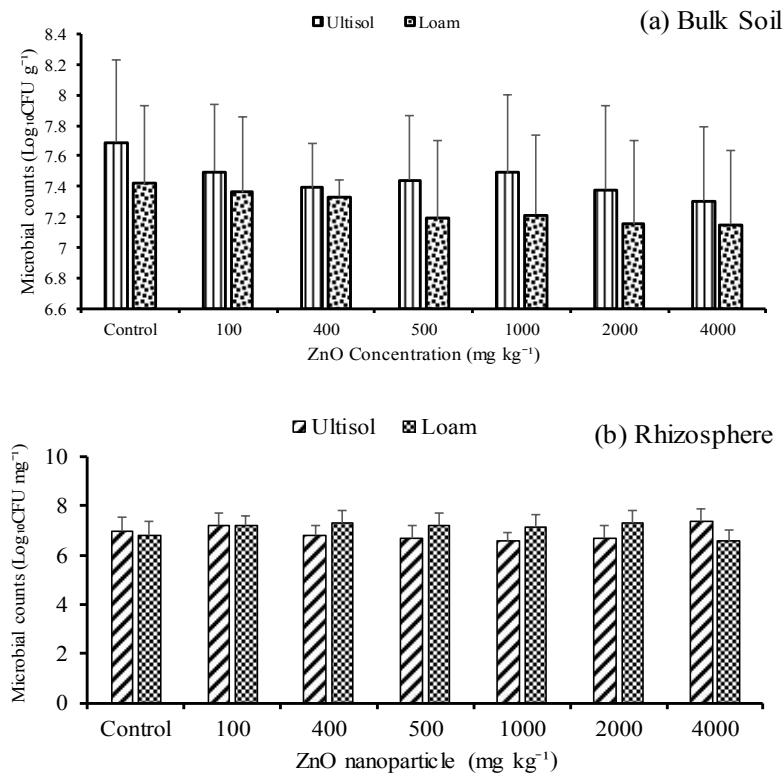 (a) Bulk Soil
Ultisol Loam
Microbial counts (Log₁₀CFU g⁻¹)
8.4
8.2
8
7.8
7.6
7.4
7.2
7
6.8
6.6
Control 100 400 500 1000 2000 4000
ZnO Concentration (mg kg⁻¹)
(b) Rhizosphere
Ultisol Loam
Microbial counts (Log₁₀CFU mg⁻¹)
10
8
6
4
2
0
Control 100 400 500 1000 2000 4000
ZnO nanoparticle (mg kg⁻¹)